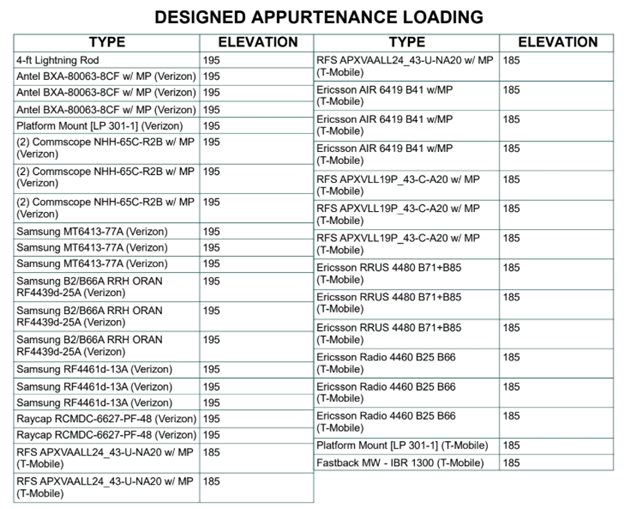 DESIGNED APPURTENANCE LOADING
TYPE ELEVATION
4-ft Lightning Rod 195
Antel BXA-80063-8CF w/ MP (Verizon) 195
Antel BXA-80063-8CF w/ MP (Verizon) 195
Antel BXA-80063-8CF w/ MP (Verizon) 195
Platform Mount [LP 301-1] (Verizon) 195
(2) Commscope NHH-65C-R2B w/ MP 195
(Verizon)
(2) Commscope NHH-65C-R2B w/ MP 195
(Verizon)
(2) Commscope NHH-65C-R2B w/ MP 195
(Verizon)
Samsung MT6413-77A (Verizon) 195
Samsung MT6413-77A (Verizon) 195
Samsung MT6413-77A (Verizon) 195
Samsung B2/B66A RRH ORAN 195
RF4439d-25A (Verizon)
Samsung B2/B66A RRH ORAN 195
RF4439d-25A (Verizon)
Samsung B2/B66A RRH ORAN 195
RF4439d-25A (Verizon)
Samsung RF4461d-13A (Verizon) 195
Samsung RF4461d-13A (Verizon) 195
Samsung RF4461d-13A (Verizon) 195
Raycap RCMDC-6627-PF-48 (Verizon) 195
Raycap RCMDC-6627-PF-48 (Verizon) 195
RFS APXVAALL24_43-U-NA20 w/ MP 185
(T-Mobile)
RFS APXVAALL24_43-U-NA20 w/ MP 185
(T-Mobile)
TYPE ELEVATION
RFS APXVAALL24_43-U-NA20 w/ MP 185
(T-Mobile)
Ericsson AIR 6419 B41 w/MP 185
(T-Mobile)
Ericsson AIR 6419 B41 w/MP 185
(T-Mobile)
Ericsson AIR 6419 B41 w/MP 185
(T-Mobile)
RFS APXVLL19P_43-C-A20 w/ MP 185
(T-Mobile)
RFS APXVLL19P_43-C-A20 w/ MP 185
(T-Mobile)
RFS APXVLL19P_43-C-A20 w/ MP 185
(T-Mobile)
Ericsson RRUS 4480 B71+B85 185
(T-Mobile)
Ericsson RRUS 4480 B71+B85 185
(T-Mobile)
Ericsson RRUS 4480 B71+B85 185
(T-Mobile)
Ericsson Radio 4460 B25 B66 185
(T-Mobile)
Ericsson Radio 4460 B25 B66 185
(T-Mobile)
Ericsson Radio 4460 B25 B66 185
(T-Mobile)
Platform Mount [LP 301-1] (T-Mobile) 185
Fastback MW - IBR 1300 (T-Mobile) 185